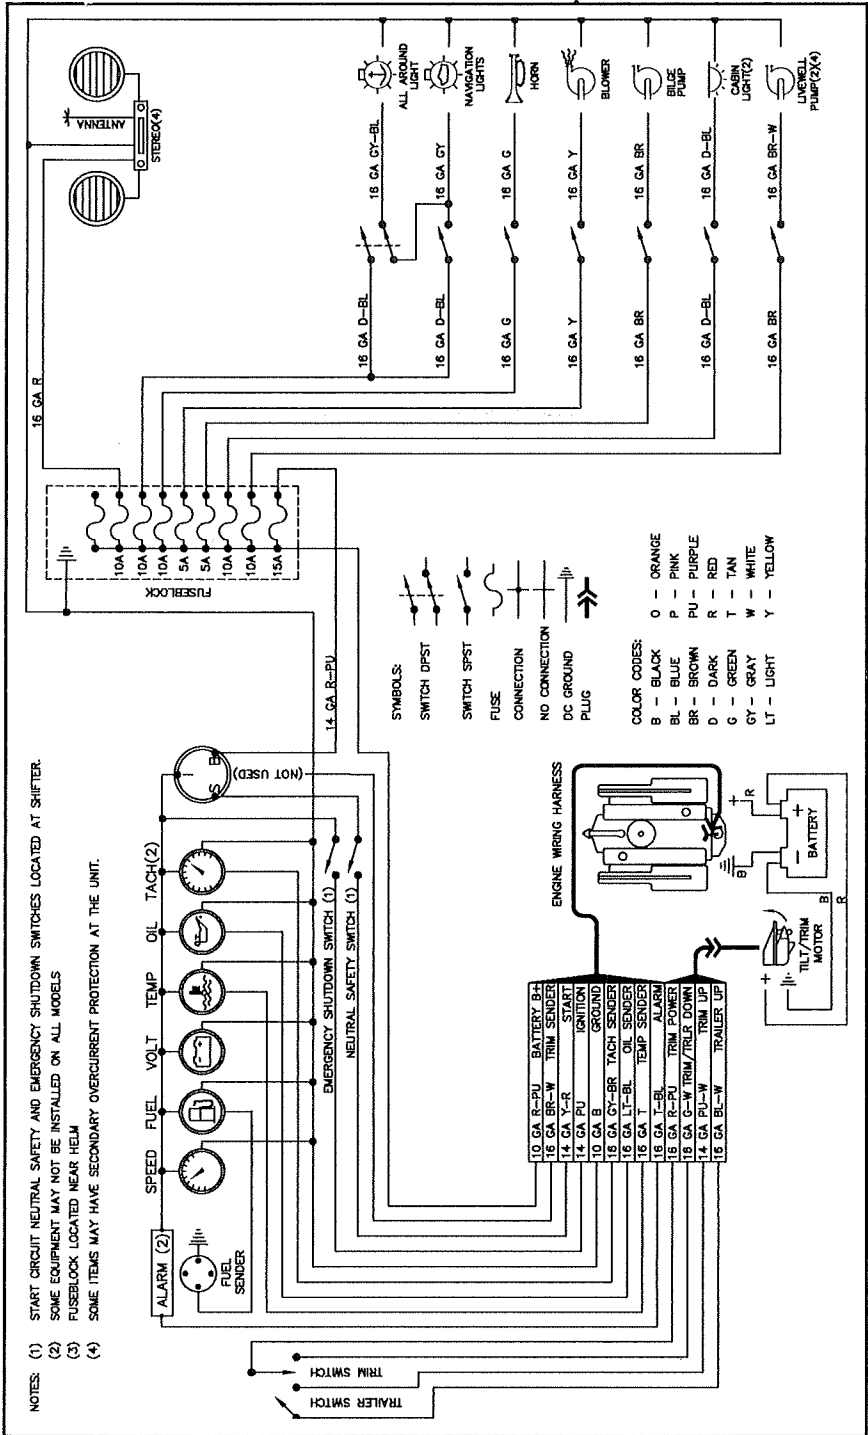 NOTES: (1) START CIRCUIT NEUTRAL SAFETY AND EMERGENCY SHUTDOWN SWITCHES LOCATED AT SHIFTER.
(2) SOME EQUIPMENT MAY NOT BE INSTALLED ON ALL MODELS
(3) FUSEBLOCK LOCATED NEAR HELM
(4) SOME ITEMS MAY HAVE SECONDARY OVERCURRENT PROTECTION AT THE UNIT.
ALARM (2)
SPEED
FUEL
VOLT
TEMP
OIL
TACH(2)
I
S
B
(NOT USED)
FUEL
SENDER
EMERGENCY SHUTDOWN SWITCH (1)
NEUTRAL SAFETY SWITCH (1)
14 GA R-PU
TRAILER SWITCH
TRIM SWITCH
10 GA R-PU BATTERY B+
16 GA BR-W TRIM SENDER
14 GA Y-R START
14 GA PU IGNITION
10 GA B GROUND
16 GA GY-BR TACH SENDER
16 GA LT-BL OIL SENDER
16 GA T TEMP SENDER
16 GA T-BL ALARM
16 GA R-PU TRIM POWER
16 GA G-W TRIM/TRLR DOWN
14 GA PU-W TRIM UP
16 GA BL-W TRAILER UP
ENGINE WIRING HARNESS
TILT/TRIM
MOTOR
+
B
R
B
+
R
-
+
BATTERY
FUSEBLOCK
10A
10A
10A
5A
5A
10A
10A
15A
SYMBOLS:
SWITCH DPST
SWITCH SPST
FUSE
CONNECTION
NO CONNECTION
DC GROUND
PLUG
COLOR CODES:
B - BLACK O - ORANGE
BL - BLUE P - PINK
BR - BROWN PU - PURPLE
D - DARK R - RED
G - GREEN T - TAN
GY - GRAY W - WHITE
LT - LIGHT Y - YELLOW
16 GA R
ANTENNA
STEREO(4)
16 GA D-BL
16 GA GY-BL
ALL AROUND
LIGHT
16 GA D-BL
16 GA GY
NAVIGATION
LIGHTS
16 GA G
16 GA G
HORN
16 GA Y
16 GA Y
BLOWER
16 GA BR
16 GA BR
BILGE
PUMP
16 GA D-BL
16 GA D-BL
CABIN
LIGHT(2)
16 GA BR
16 GA BR-W
LIVEWELL
PUMP(2)(4)